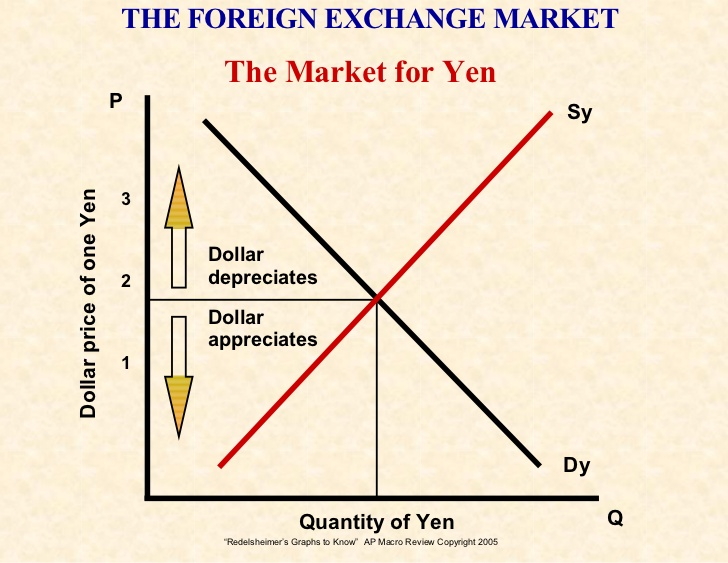 THE FOREIGN EXCHANGE MARKET
The Market for Yen
P
Sy
3
Dollar
depreciates
2
Dollar
appreciates
1
Dollar price of one Yen
Dy
Quantity of Yen
Q
“Redelsheimer’s Graphs to Know” AP Macro Review Copyright 2005